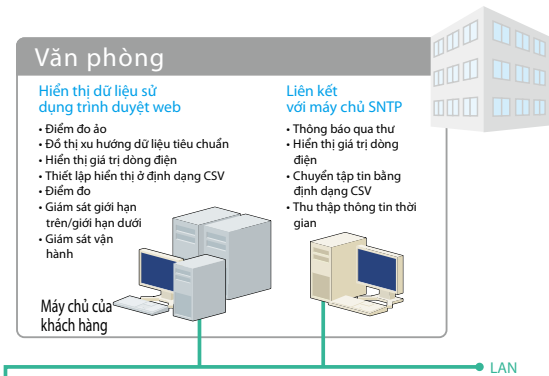 Văn phòng
Hiển thị dữ liệu sử
dụng trình duyệt web
• Điểm đo ảo
• Đồ thị xu hướng dữ liệu tiêu chuẩn
• Hiển thị giá trị dòng điện
• Thiết lập hiển thị ở định dạng CSV
• Điểm đo
• Giám sát giới hạn
trên/giới hạn dưới
• Giám sát vận
hành
Máy chủ của
khách hàng
Liên kết
với máy chủ SNTP
• Thông báo qua thư
• Hiển thị giá trị dòng
điện
• Chuyển tập tin bằng
định dạng CSV
• Thu thập thông tin thời
gian
LAN